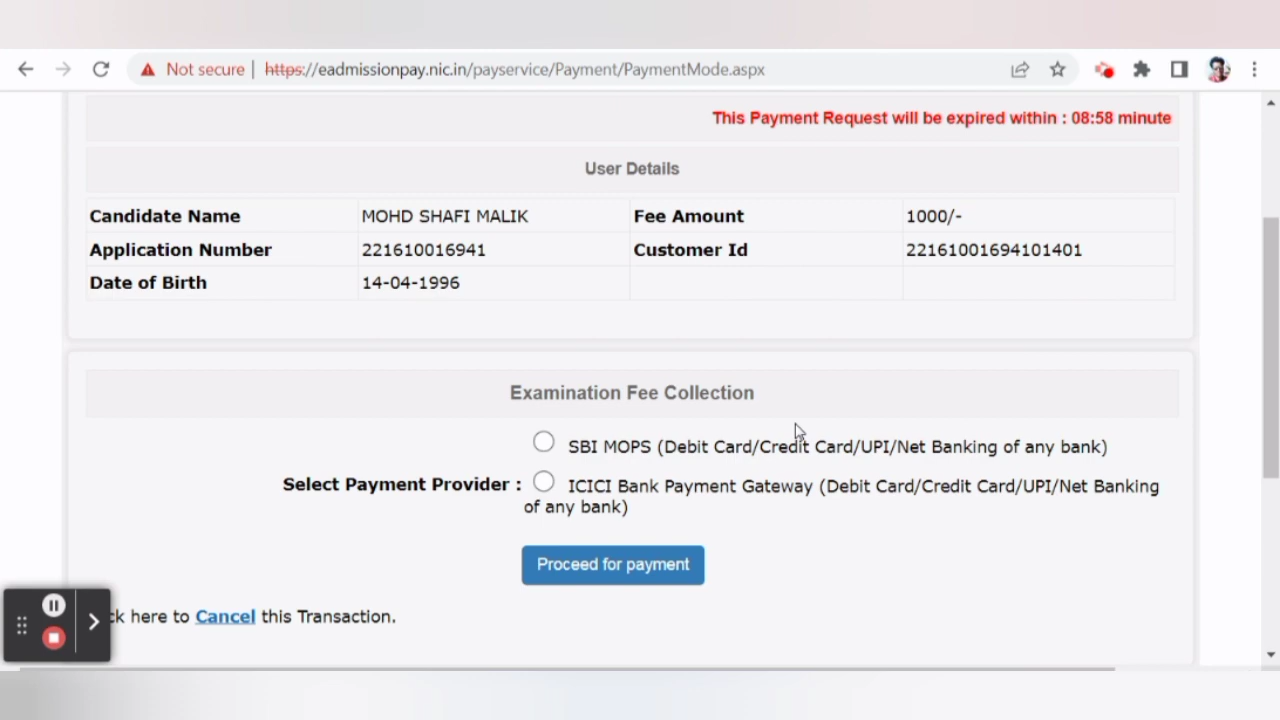 Not secure | https://eadmissionpay.nic.in/payservice/Payment/PaymentMode.aspx
This Payment Request will be expired within : 08:58 minute
User Details
Candidate Name MOHD SHAFI MALIK Fee Amount 1000/-
Application Number 221610016941 Customer Id 22161001694101401
Date of Birth 14-04-1996
Examination Fee Collection
SBI MOPS (Debit Card/Credit Card/UPI/Net Banking of any bank)
Select Payment Provider : ICICI Bank Payment Gateway (Debit Card/Credit Card/UPI/Net Banking
of any bank)
Proceed for payment
ck here to Cancel this Transaction.